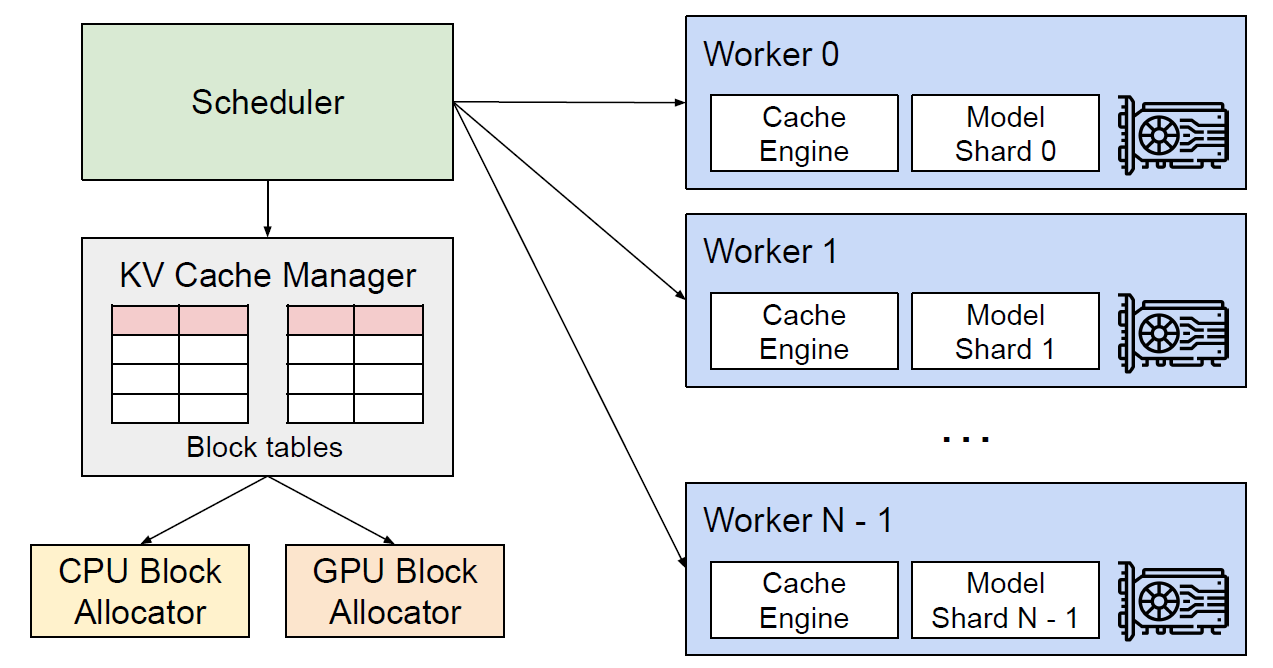 Scheduler
KV Cache Manager
Block tables
CPU Block
Allocator
GPU Block
Allocator
Worker 0
Cache
Engine
Model
Shard 0
Worker 1
Cache
Engine
Model
Shard 1
...
Worker N - 1
Cache
Engine
Model
Shard N - 1